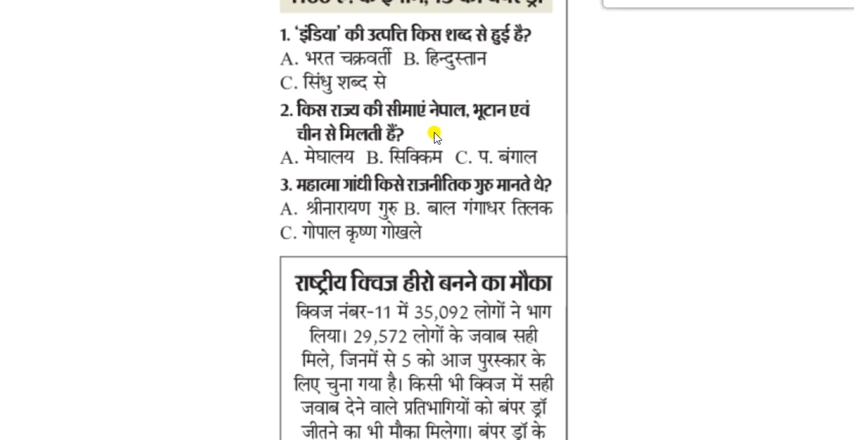 1. 'इंडिया' की उत्पत्ति किस शब्द से हुई है?
A. भरत चक्रवर्ती B. हिन्दुस्तान
C. सिंधु शब्द से
2. किस राज्य की सीमाएं नेपाल, भूटान एवं
चीन से मिलती हैं?
A. मेघालय B. सिक्किम C. प. बंगाल
3. महात्मा गांधी किसे राजनीतिक गुरु मानते थे?
A. श्रीनारायण गुरु B. बाल गंगाधर तिलक
C. गोपाल कृष्ण गोखले
राष्ट्रीय क्विज हीरो बनने का मौका
क्विज नंबर-11 में 35,092 लोगों ने भाग
लिया। 29,572 लोगों के जवाब सही
मिले, जिनमें से 5 को आज पुरस्कार के
लिए चुना गया है। किसी भी क्विज में सही
जवाब देने वाले प्रतिभागियों को बंपर ड्रॉ
जीतने का भी मौका मिलेगा। बंपर ड्रॉ के